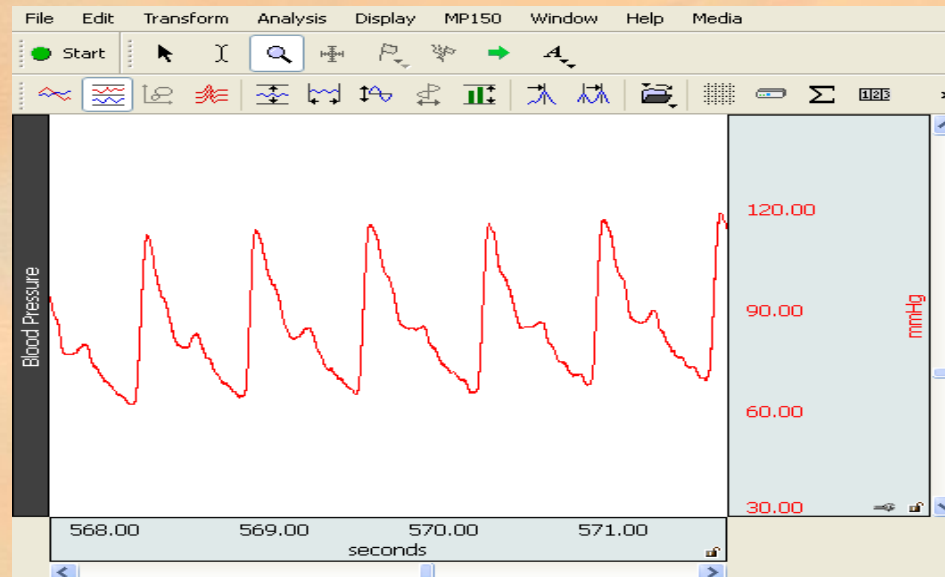 File Edit Transform Analysis Display MP150 Window Help Media
Start
A
123
Blood Pressure
120.00
90.00
60.00
30.00
mmHg
568.00 569.00 570.00 571.00
seconds